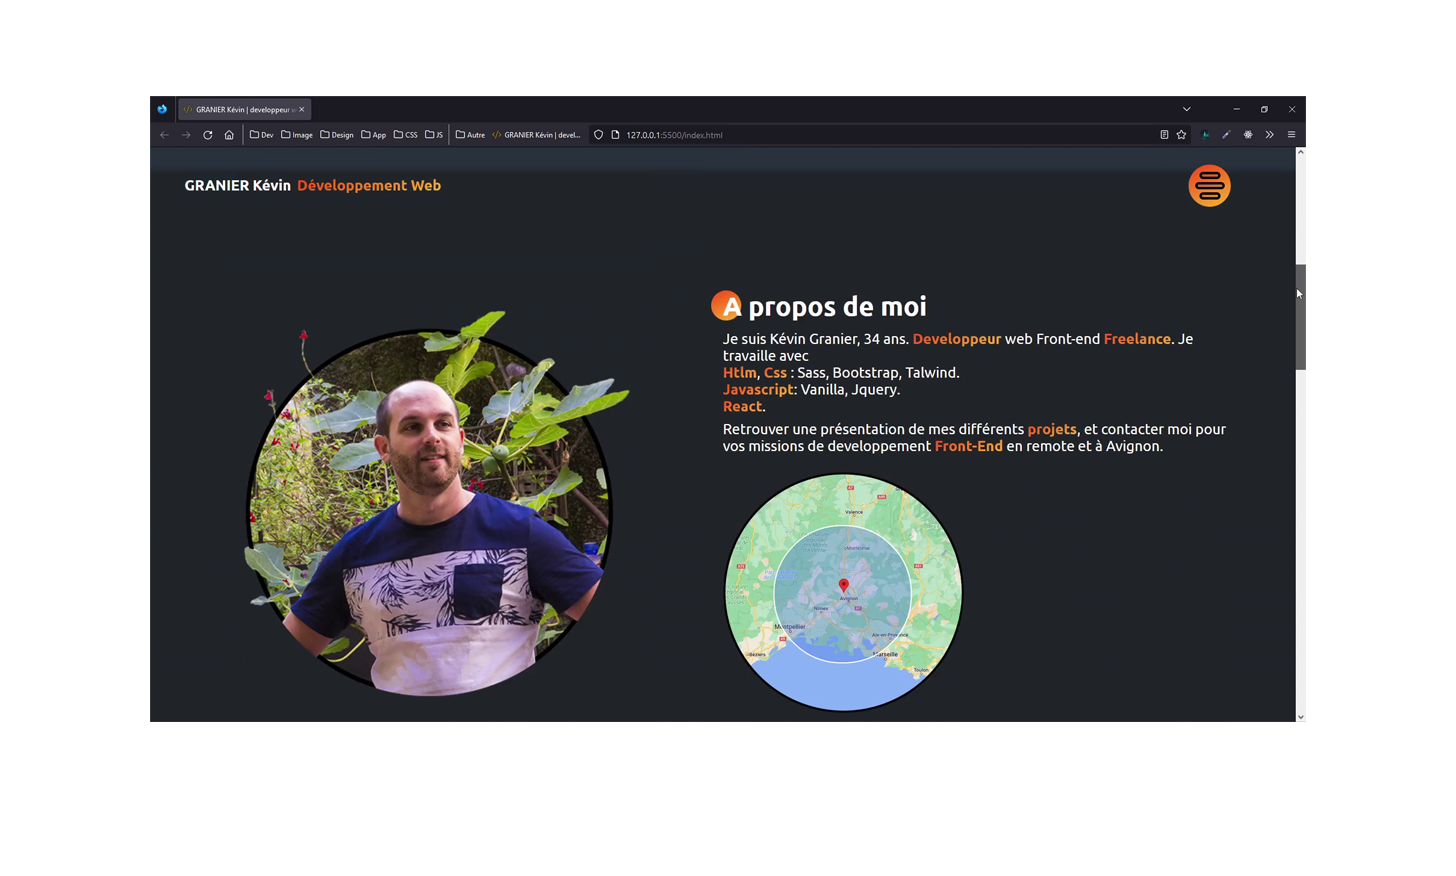 GRANIER Kévin | developpeur w
Dev Image Design App CSS JS Autre GRANIER Kévin | devel... 127.0.0.1:5500/index.html
GRANIER Kévin Développement Web
A propos de moi
Je suis Kévin Granier, 34 ans. Developpeur web Front-end Freelance. Je
travaille avec
Htlm, Css : Sass, Bootstrap, Talwind.
Javascript: Vanilla, Jquery.
React.
Retrouver une présentation de mes différents projets, et contacter moi pour
vos missions de developpement Front-End en remote et à Avignon.
Valence
Montélimar
Avignon
Nîmes
Montpellier
Aix-en-Provence
Béziers
Marseille
Toulon